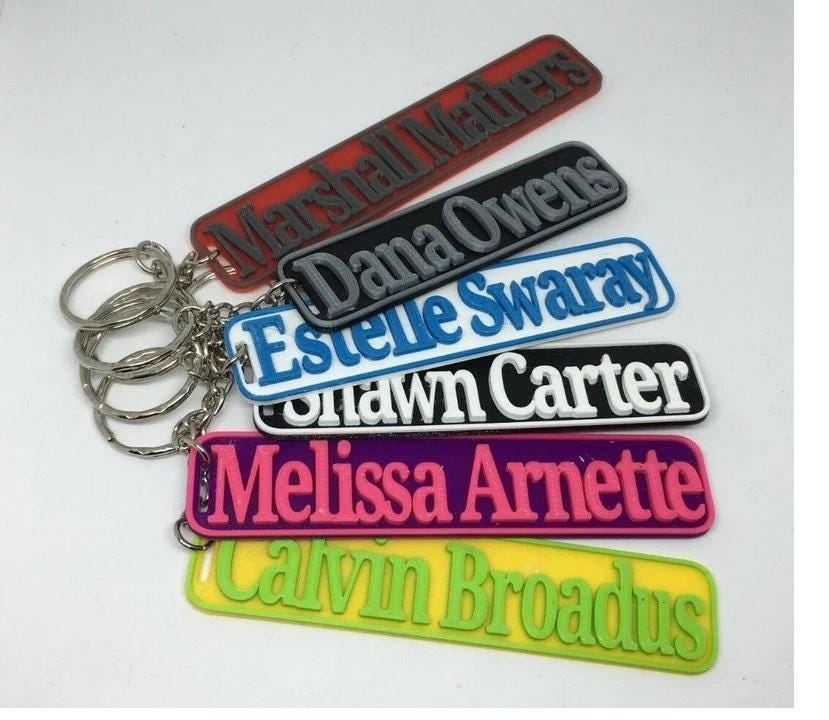 Marshall Mathers
Dana Owens
Estelle Swaray
Shawn Carter
Melissa Arnette
Calvin Broadus